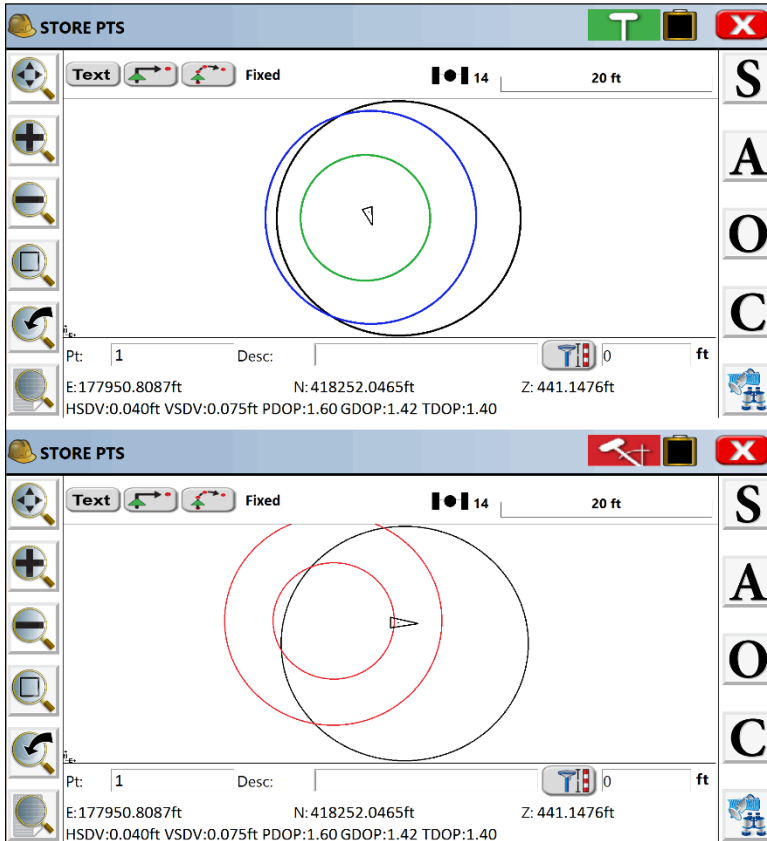 STORE PTS
Text Fixed 14 20 ft S
A
O
C
Pt: 1 Desc: 0 ft
E:177950.8087ft N:418252.0465ft Z: 441.1476ft
HSDV:0.040ft VSDV:0.075ft PDOP:1.60 GDOP:1.42 TDOP:1.40
STORE PTS
Text Fixed 14 20 ft S
A
O
C
Pt: 1 Desc: 0 ft
E:177950.8087ft N:418252.0465ft Z: 441.1476ft
HSDV:0.040ft VSDV:0.075ft PDOP:1.60 GDOP:1.42 TDOP:1.40